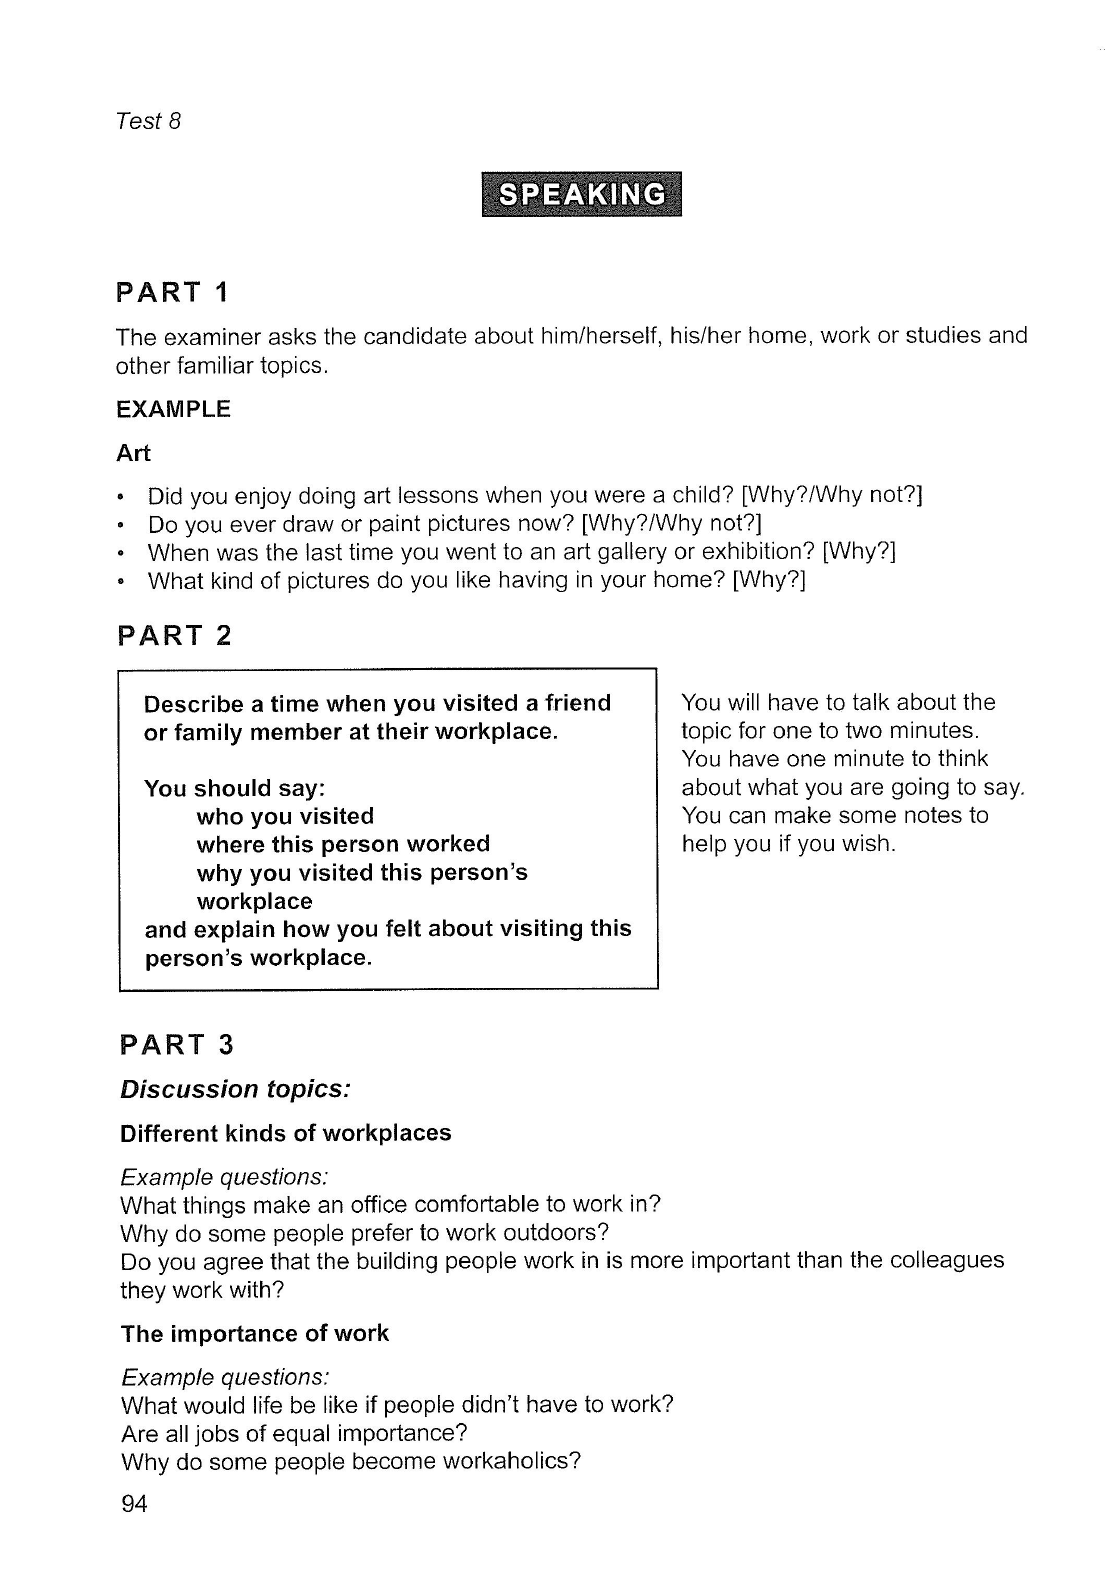 Test 8
SPEAKING
PART 1
The examiner asks the candidate about him/herself, his/her home, work or studies and
other familiar topics.
EXAMPLE
Art
• Did you enjoy doing art lessons when you were a child? [Why?/Why not?]
• Do you ever draw or paint pictures now? [Why?/Why not?]
• When was the last time you went to an art gallery or exhibition? [Why?]
• What kind of pictures do you like having in your home? [Why?]
PART 2
Describe a time when you visited a friend
or family member at their workplace.
You should say:
who you visited
where this person worked
why you visited this person's
workplace
and explain how you felt about visiting this
person's workplace.
You will have to talk about the
topic for one to two minutes.
You have one minute to think
about what you are going to say.
You can make some notes to
help you if you wish.
PART 3
Discussion topics:
Different kinds of workplaces
Example questions:
What things make an office comfortable to work in?
Why do some people prefer to work outdoors?
Do you agree that the building people work in is more important than the colleagues
they work with?
The importance of work
Example questions:
What would life be like if people didn't have to work?
Are all jobs of equal importance?
Why do some people become workaholics?
94